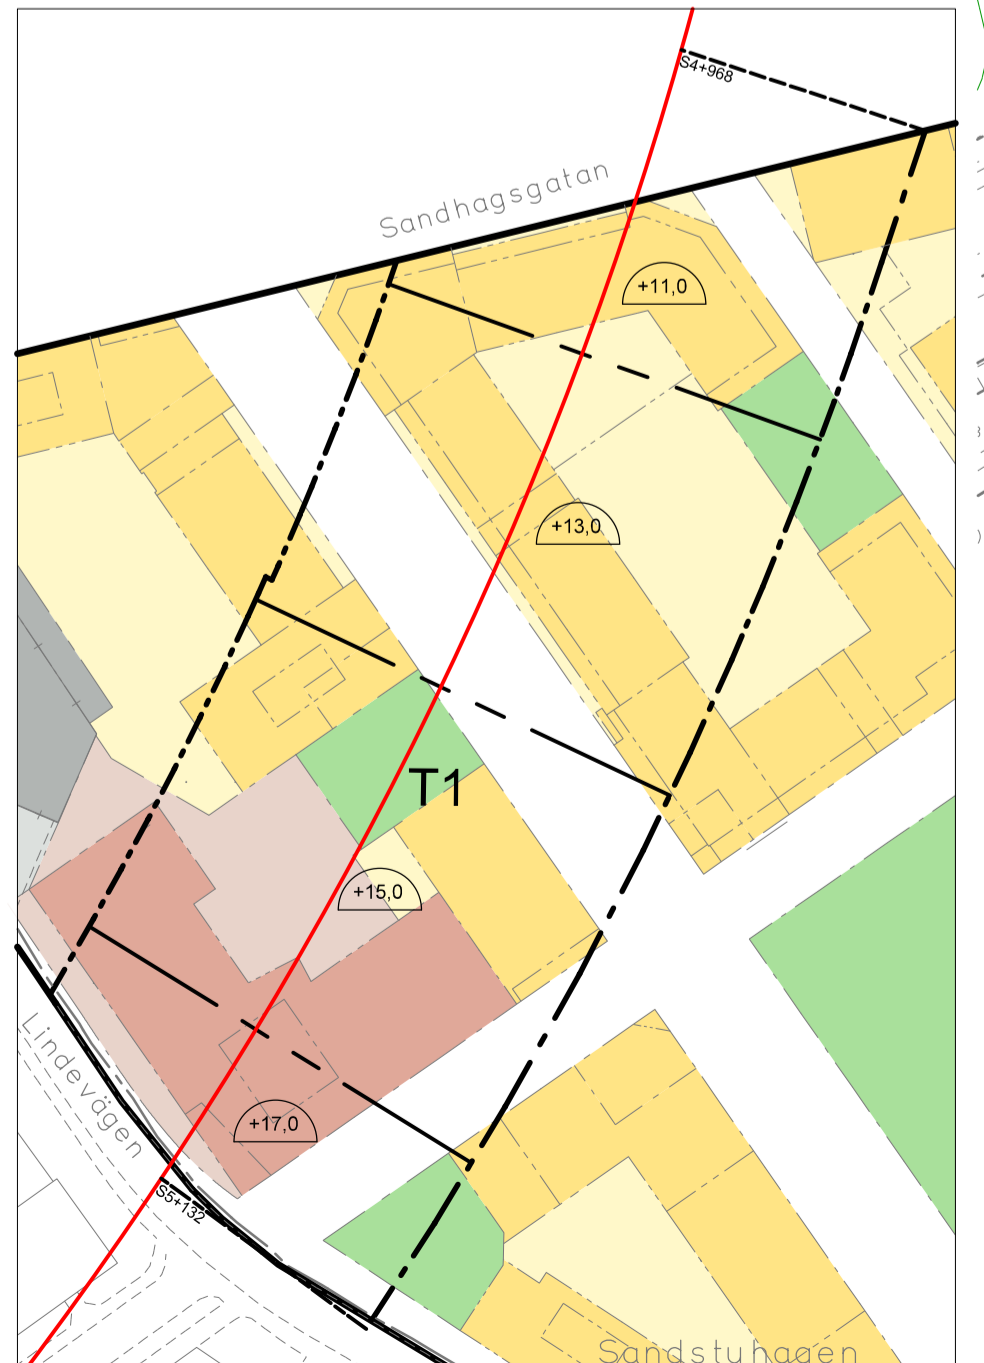 S4+968
Sandhagsgatan
+11,0
+13,0
T1
+15,0
Lindevägen
+17,0
S5+132
Sandstuhagen